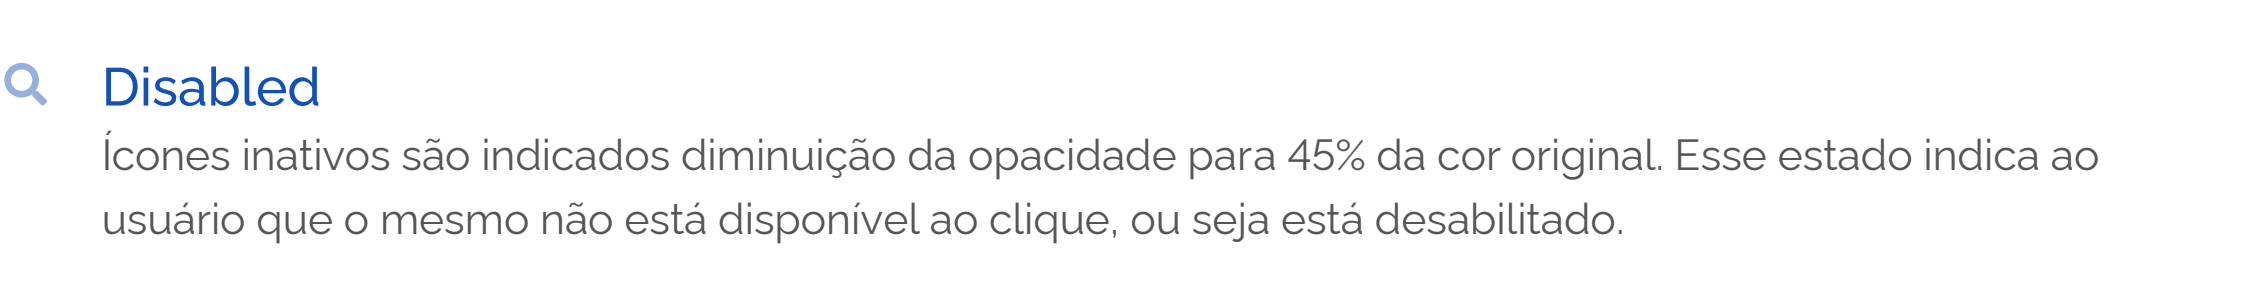 Disabled
Ícones inativos são indicados diminuição da opacidade para 45% da cor original. Esse estado indica ao
usuário que o mesmo não está disponível ao clique, ou seja está desabilitado.